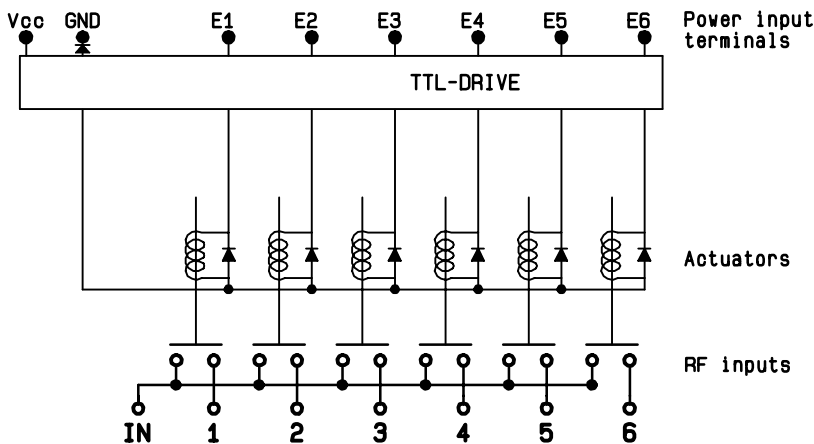 Vcc GND E1 E2 E3 E4 E5 E6 Power input
terminals
TTL-DRIVE
Actuators
RF inputs
IN 1 2 3 4 5 6